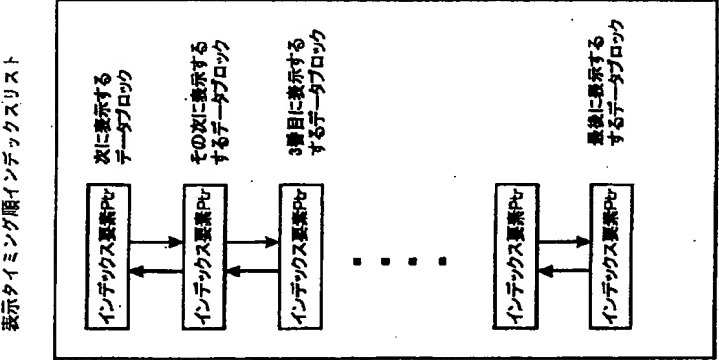 表示タイミング順インデックスリスト
インデックス要素Ptr
次に表示する
データブロック
インデックス要素Ptr
その次に表示する
するデータブロック
インデックス要素Ptr
3番目に表示する
するデータブロック
インデックス要素Ptr
インデックス要素Ptr
最後に表示する
するデータブロック